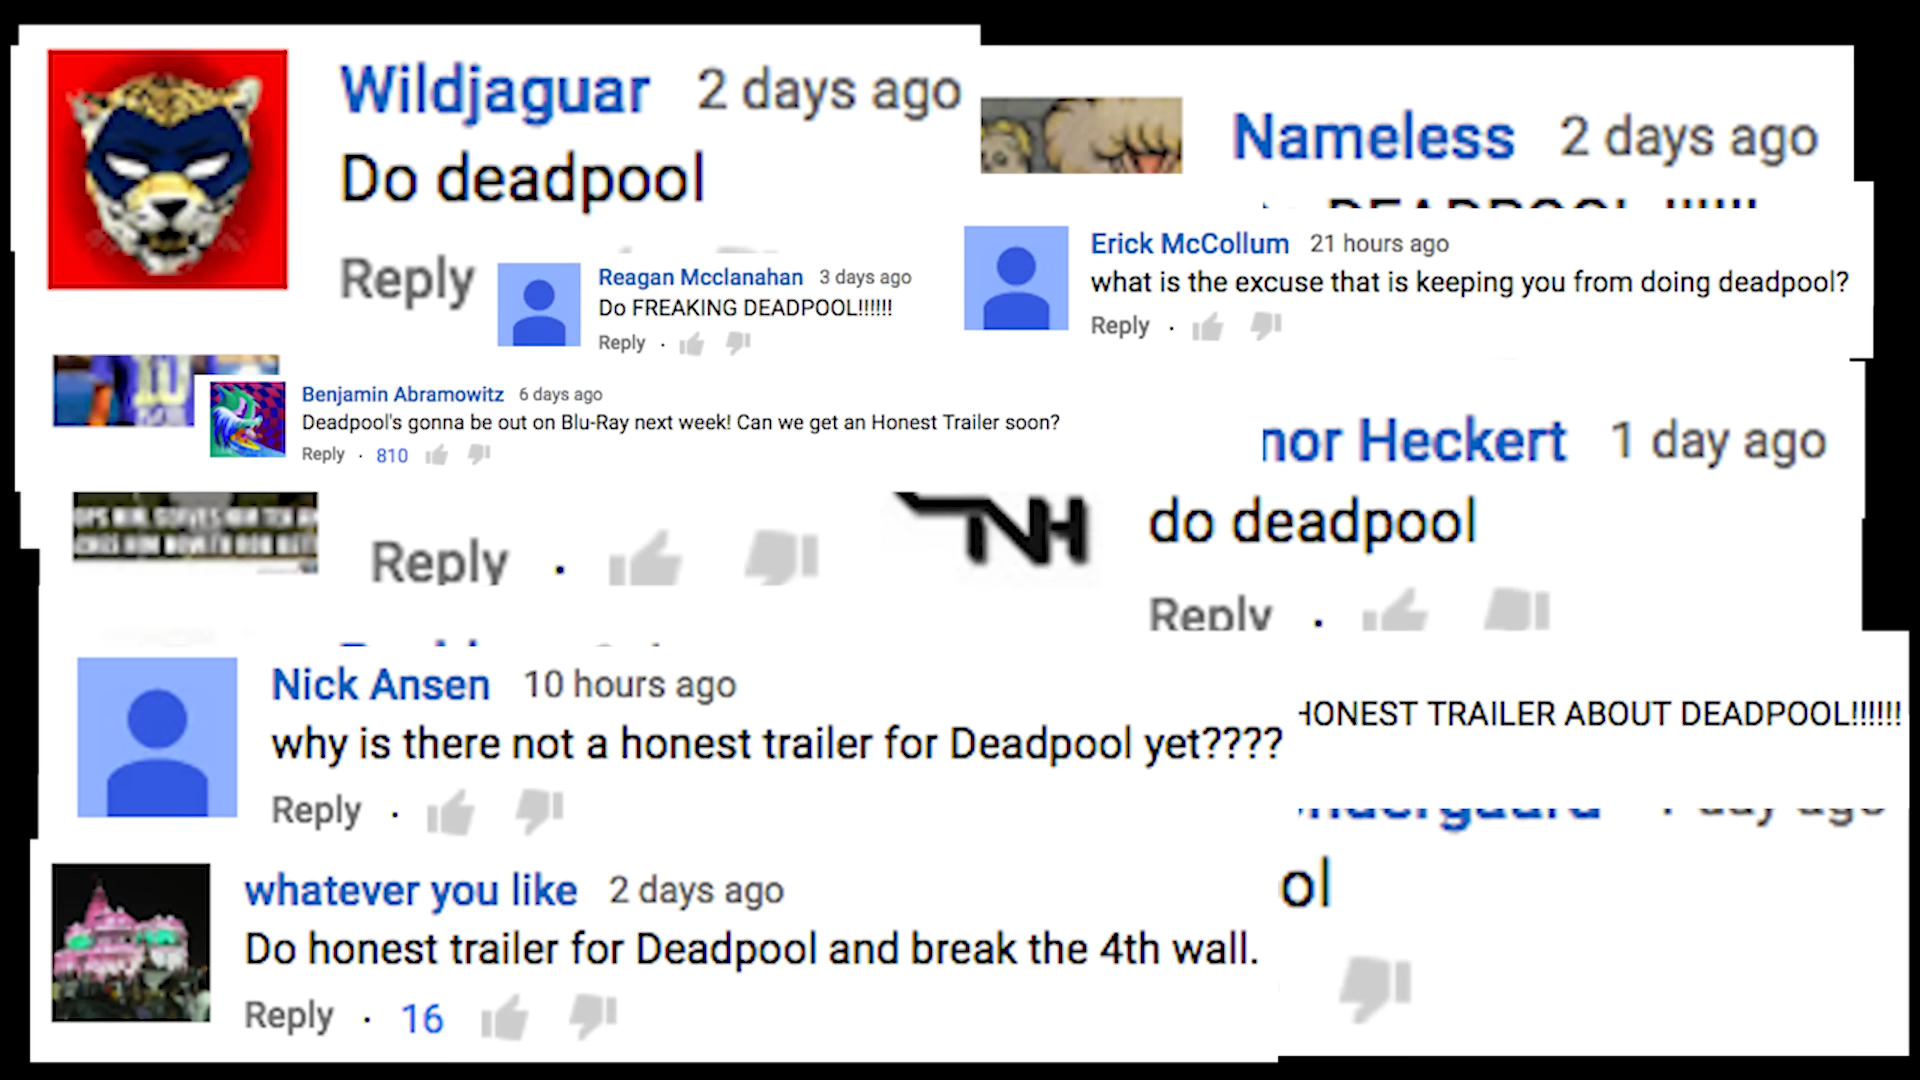 Wildjaguar 2 days ago
Do deadpool
Reply
Nameless 2 days ago
DEADPOOL !!!!!!
Reagan Mcclanahan 3 days ago
Do FREAKING DEADPOOL!!!!!!
Reply ·
Erick McCollum 21 hours ago
what is the excuse that is keeping you from doing deadpool?
Reply ·
Benjamin Abramowitz 6 days ago
Deadpool's gonna be out on Blu-Ray next week! Can we get an Honest Trailer soon?
Reply · 810
nor Heckert 1 day ago
do deadpool
Reply ·
Reply ·
NH
Nick Ansen 10 hours ago
why is there not a honest trailer for Deadpool yet????
Reply ·
HONEST TRAILER ABOUT DEADPOOL!!!!!!
day ago
ol
whatever you like 2 days ago
Do honest trailer for Deadpool and break the 4th wall.
Reply · 16